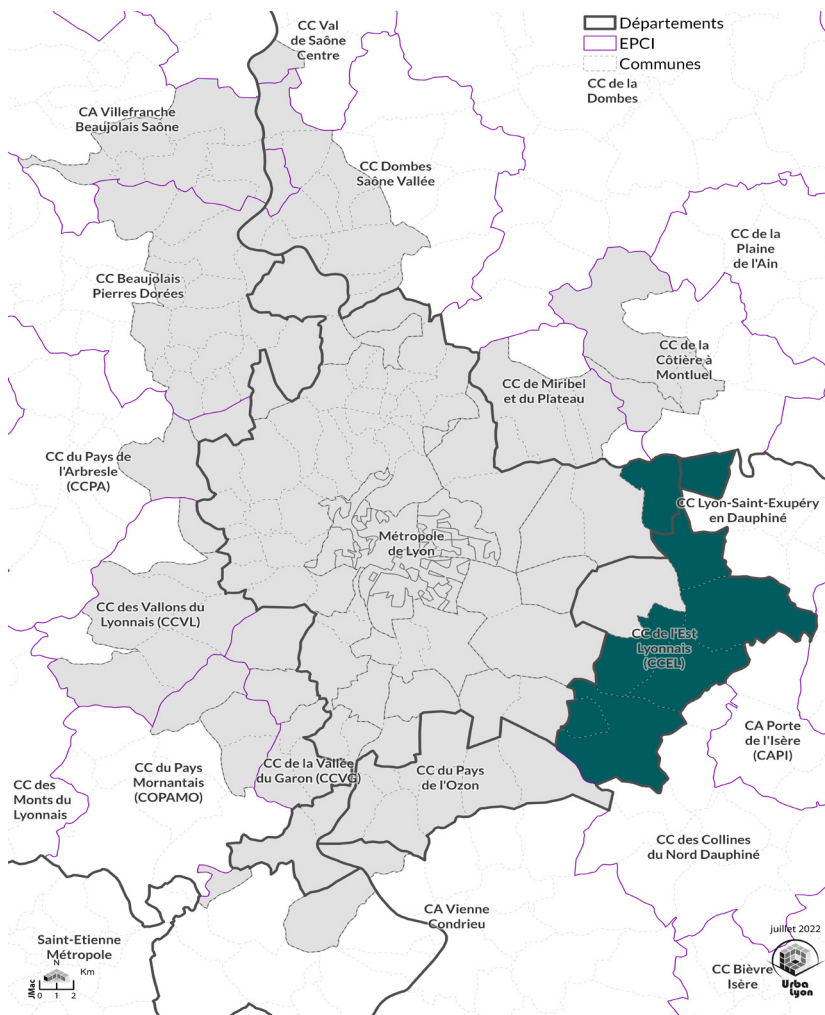 Départements
EPCI
Communes
CC Val
de Saône
Centre
CC de la
Dombes
CA Villefranche
Beaujolais Saône
CC Dombes
Saône Vallée
CC de la
Plaine
de l'Ain
CC Beaujolais
Pierres Dorées
CC de la
Côtière à
Montluel
CC de Miribel
et du Plateau
CC du Pays de
l'Arbresle
(CCPA)
CC Lyon-Saint-Exupéry
en Dauphiné
Métropole
de Lyon
CC des Vallons du
Lyonnais (CCVL)
CC de l'Est
Lyonnais
(CCEL)
CA Porte
de l'Isère
(CAPI)
CC du Pays
Mornantais
(COPAMO)
CC de la Vallée
du Garon (CCVG)
CC du Pays
de l'Ozon
CC des
Monts du
Lyonnais
CC des Collines
du Nord Dauphiné
CA Vienne
Condrieu
Saint-Etienne
Métropole
juillet 2022
CC Bièvre
Isère
N
Km
JMac
0 1 2
Urba
Lyon